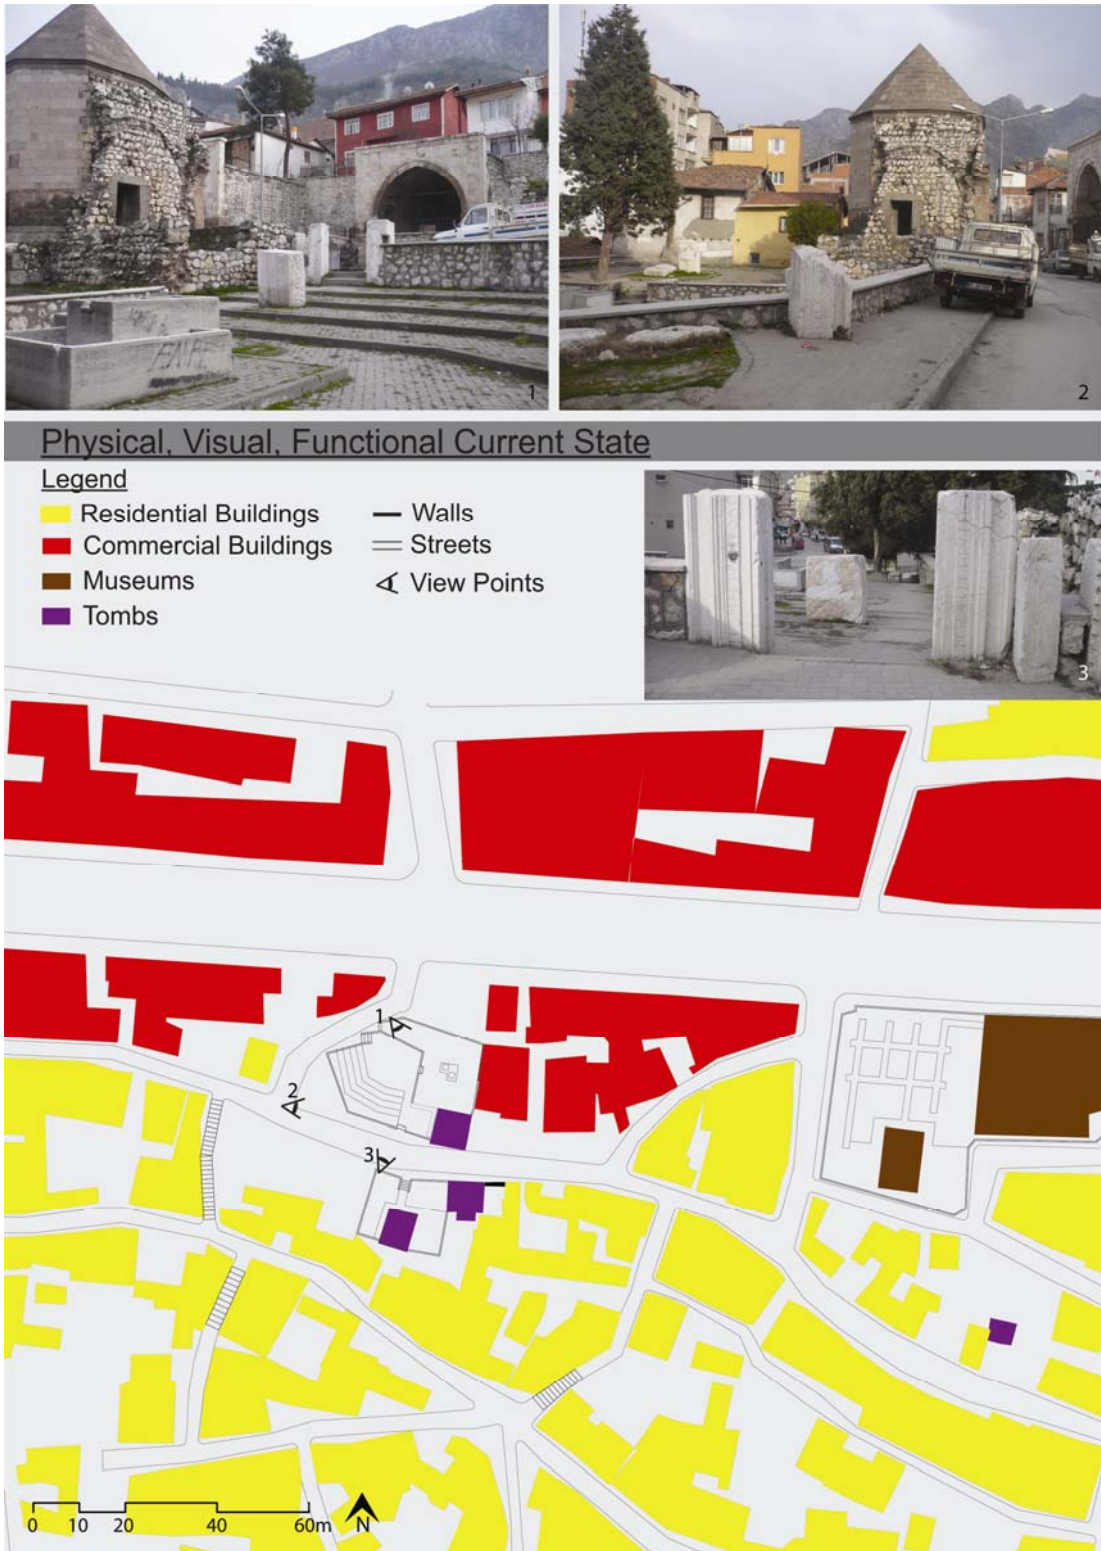 1
2
Physical, Visual, Functional Current State
Legend
Residential Buildings
Commercial Buildings
Museums
Tombs
Walls
Streets
View Points
3
1
2
3
0 10 20 40 60m N